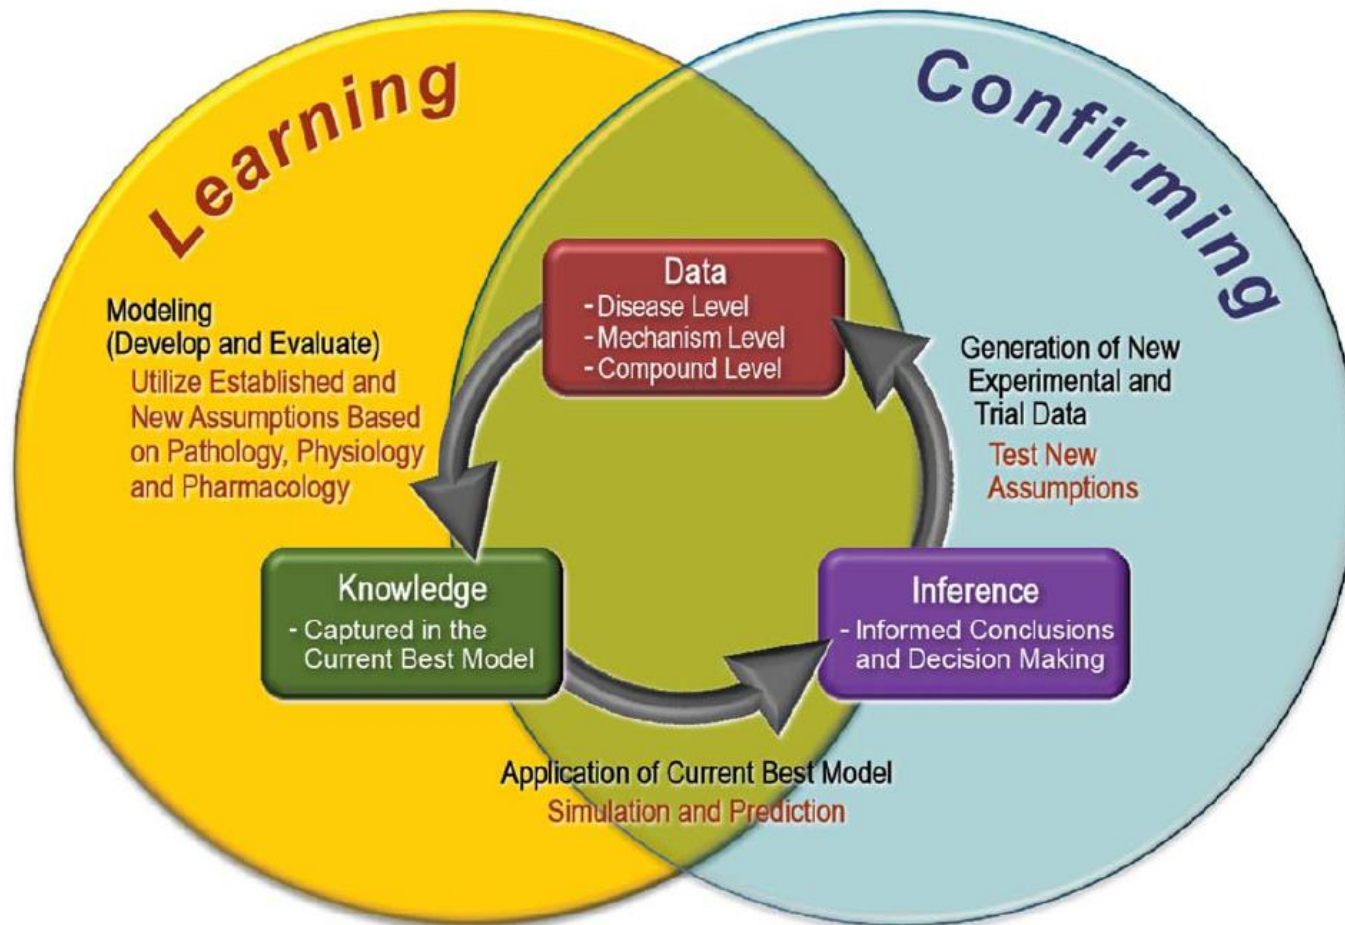 Learning
Confirming
Data
- Disease Level
- Mechanism Level
- Compound Level
Modeling
(Develop and Evaluate)
Utilize Established and
New Assumptions Based
on Pathology, Physiology
and Pharmacology
Generation of New
Experimental and
Trial Data
Test New
Assumptions
Knowledge
- Captured in the
Current Best Model
Inference
- Informed Conclusions
and Decision Making
Application of Current Best Model
Simulation and Prediction